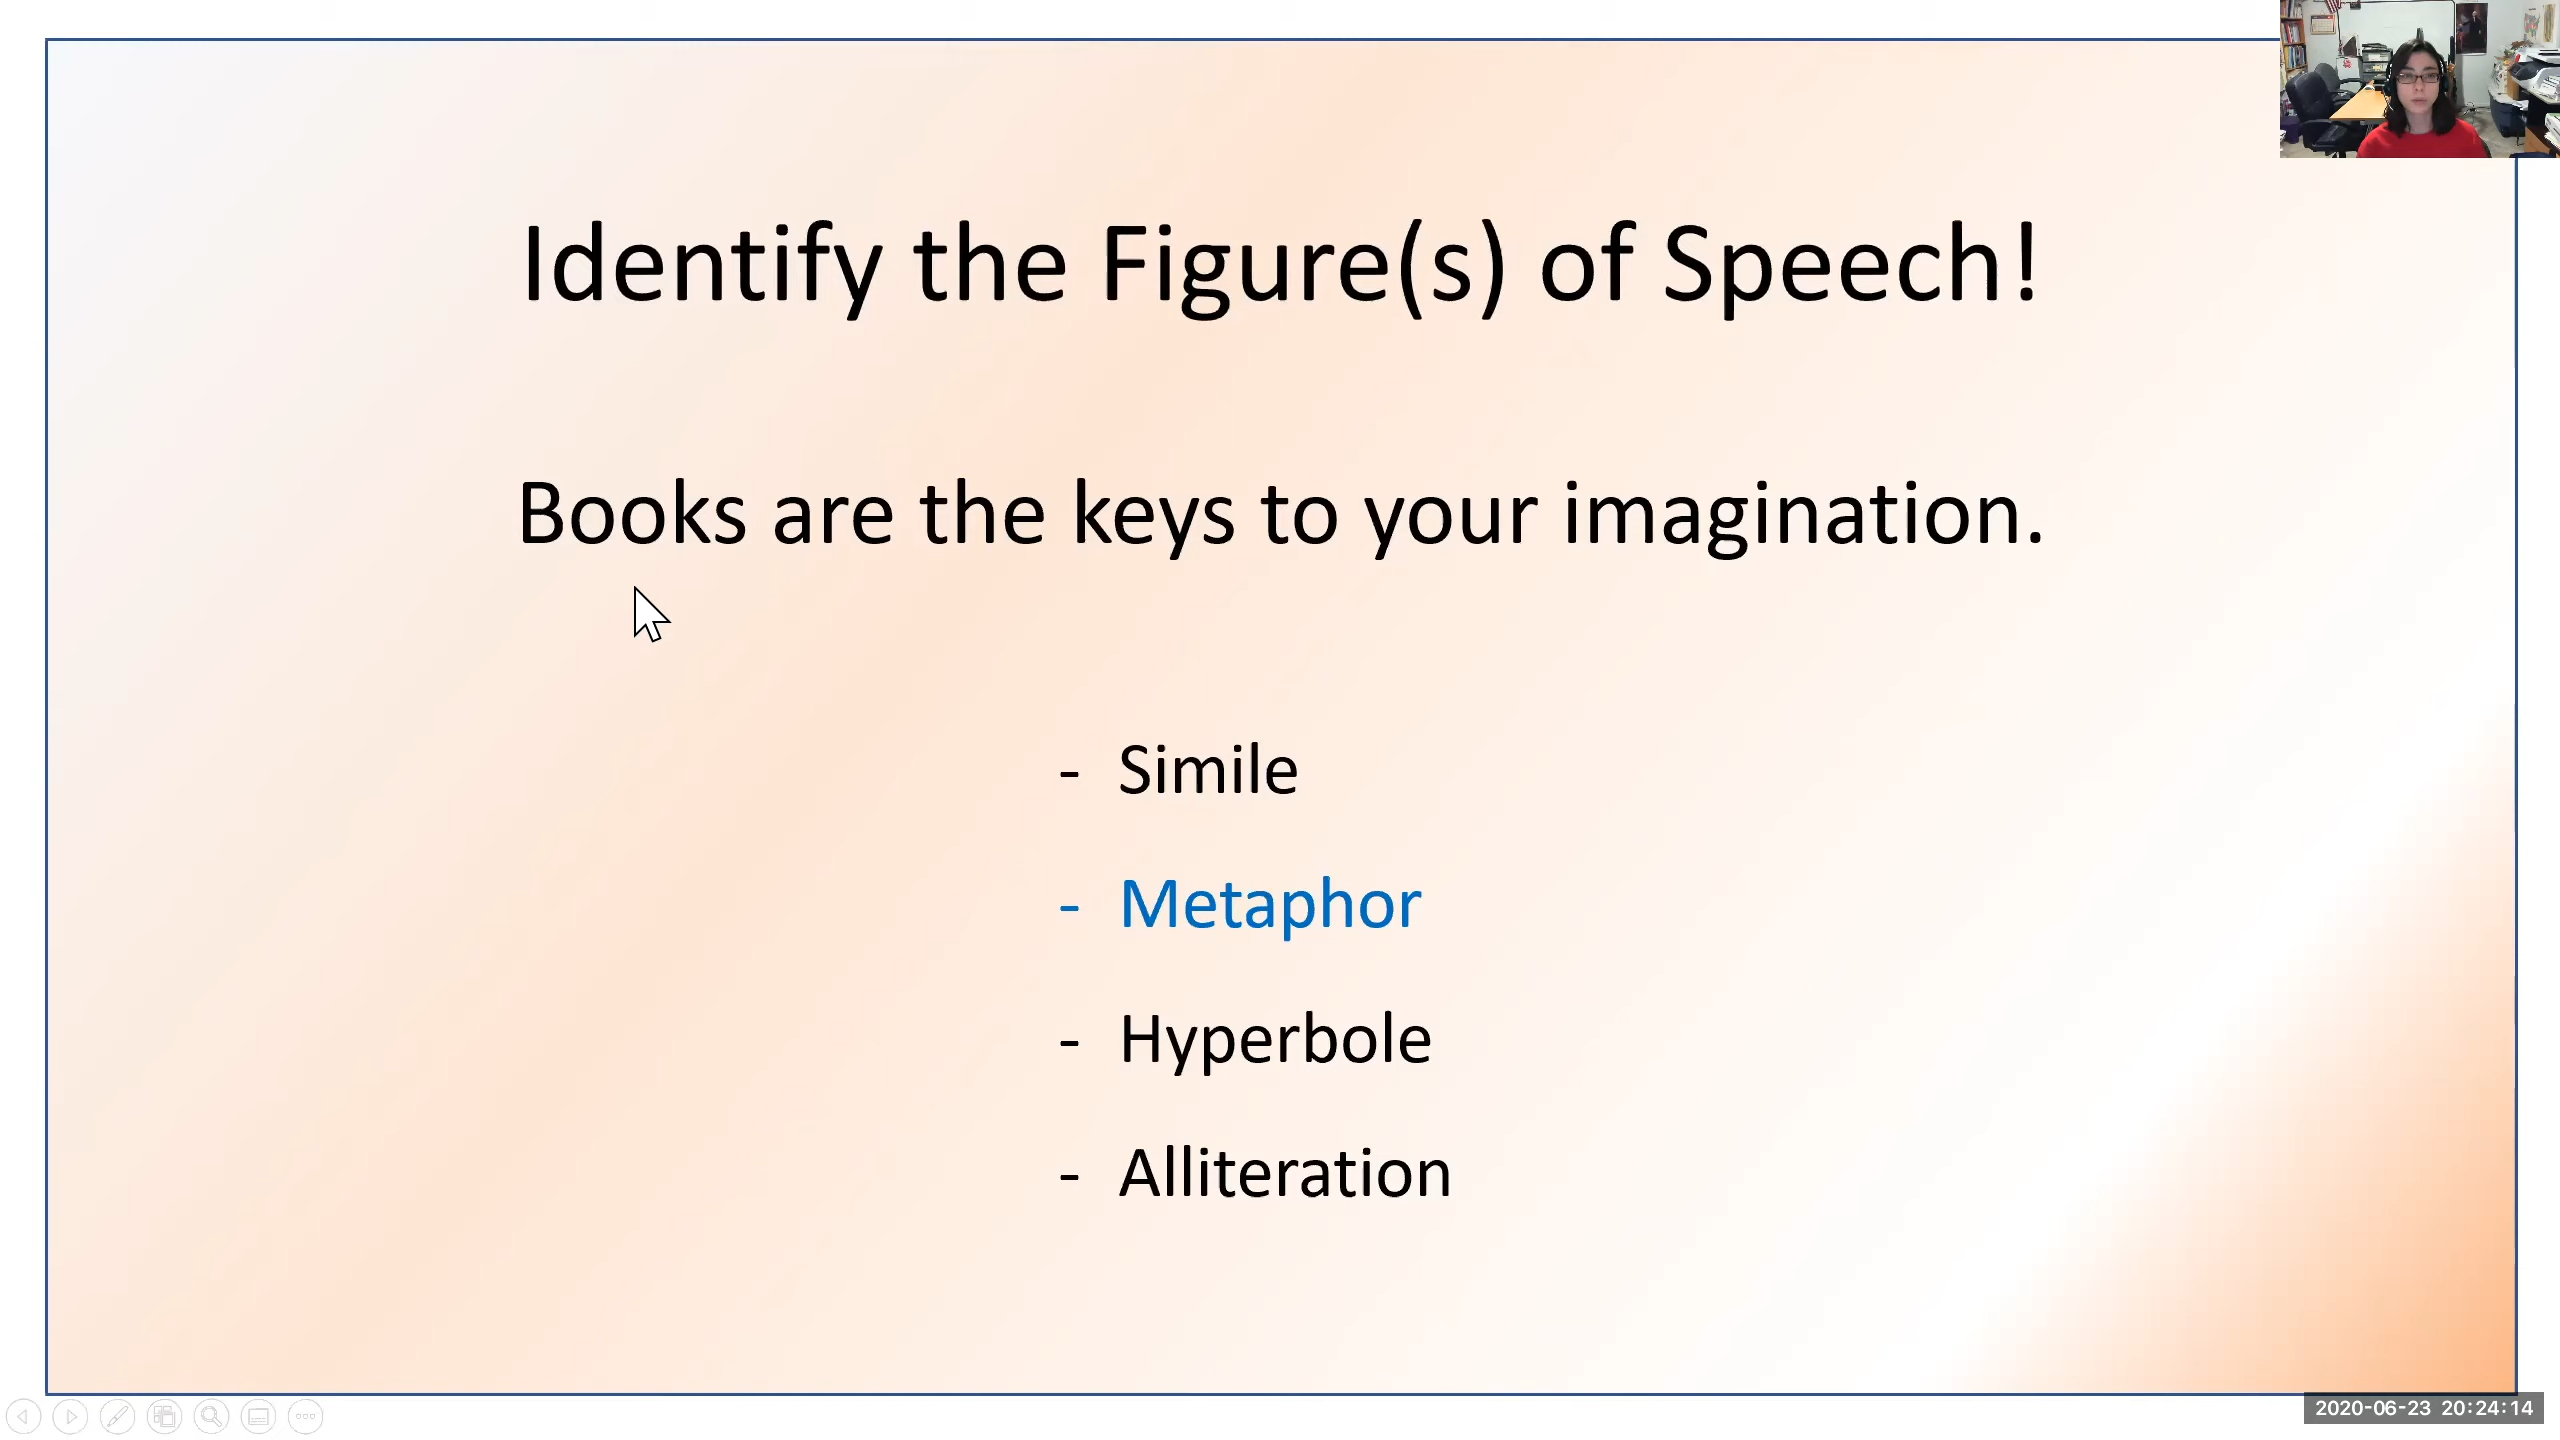 Identify the Figure(s) of Speech!
Books are the keys to your imagination.
- Simile
- Metaphor
- Hyperbole
- Alliteration
2020-06-23 20:24:14